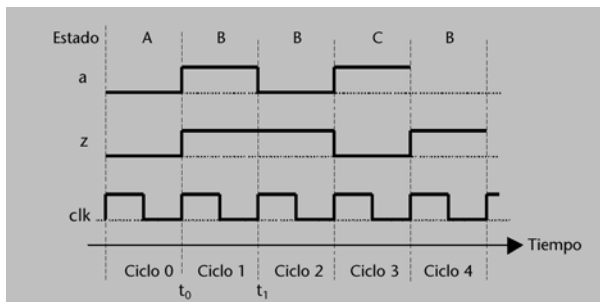 Estado A B B C B
a
z
clk
Tiempo
Ciclo 0 Ciclo 1 Ciclo 2 Ciclo 3 Ciclo 4
t0 t1